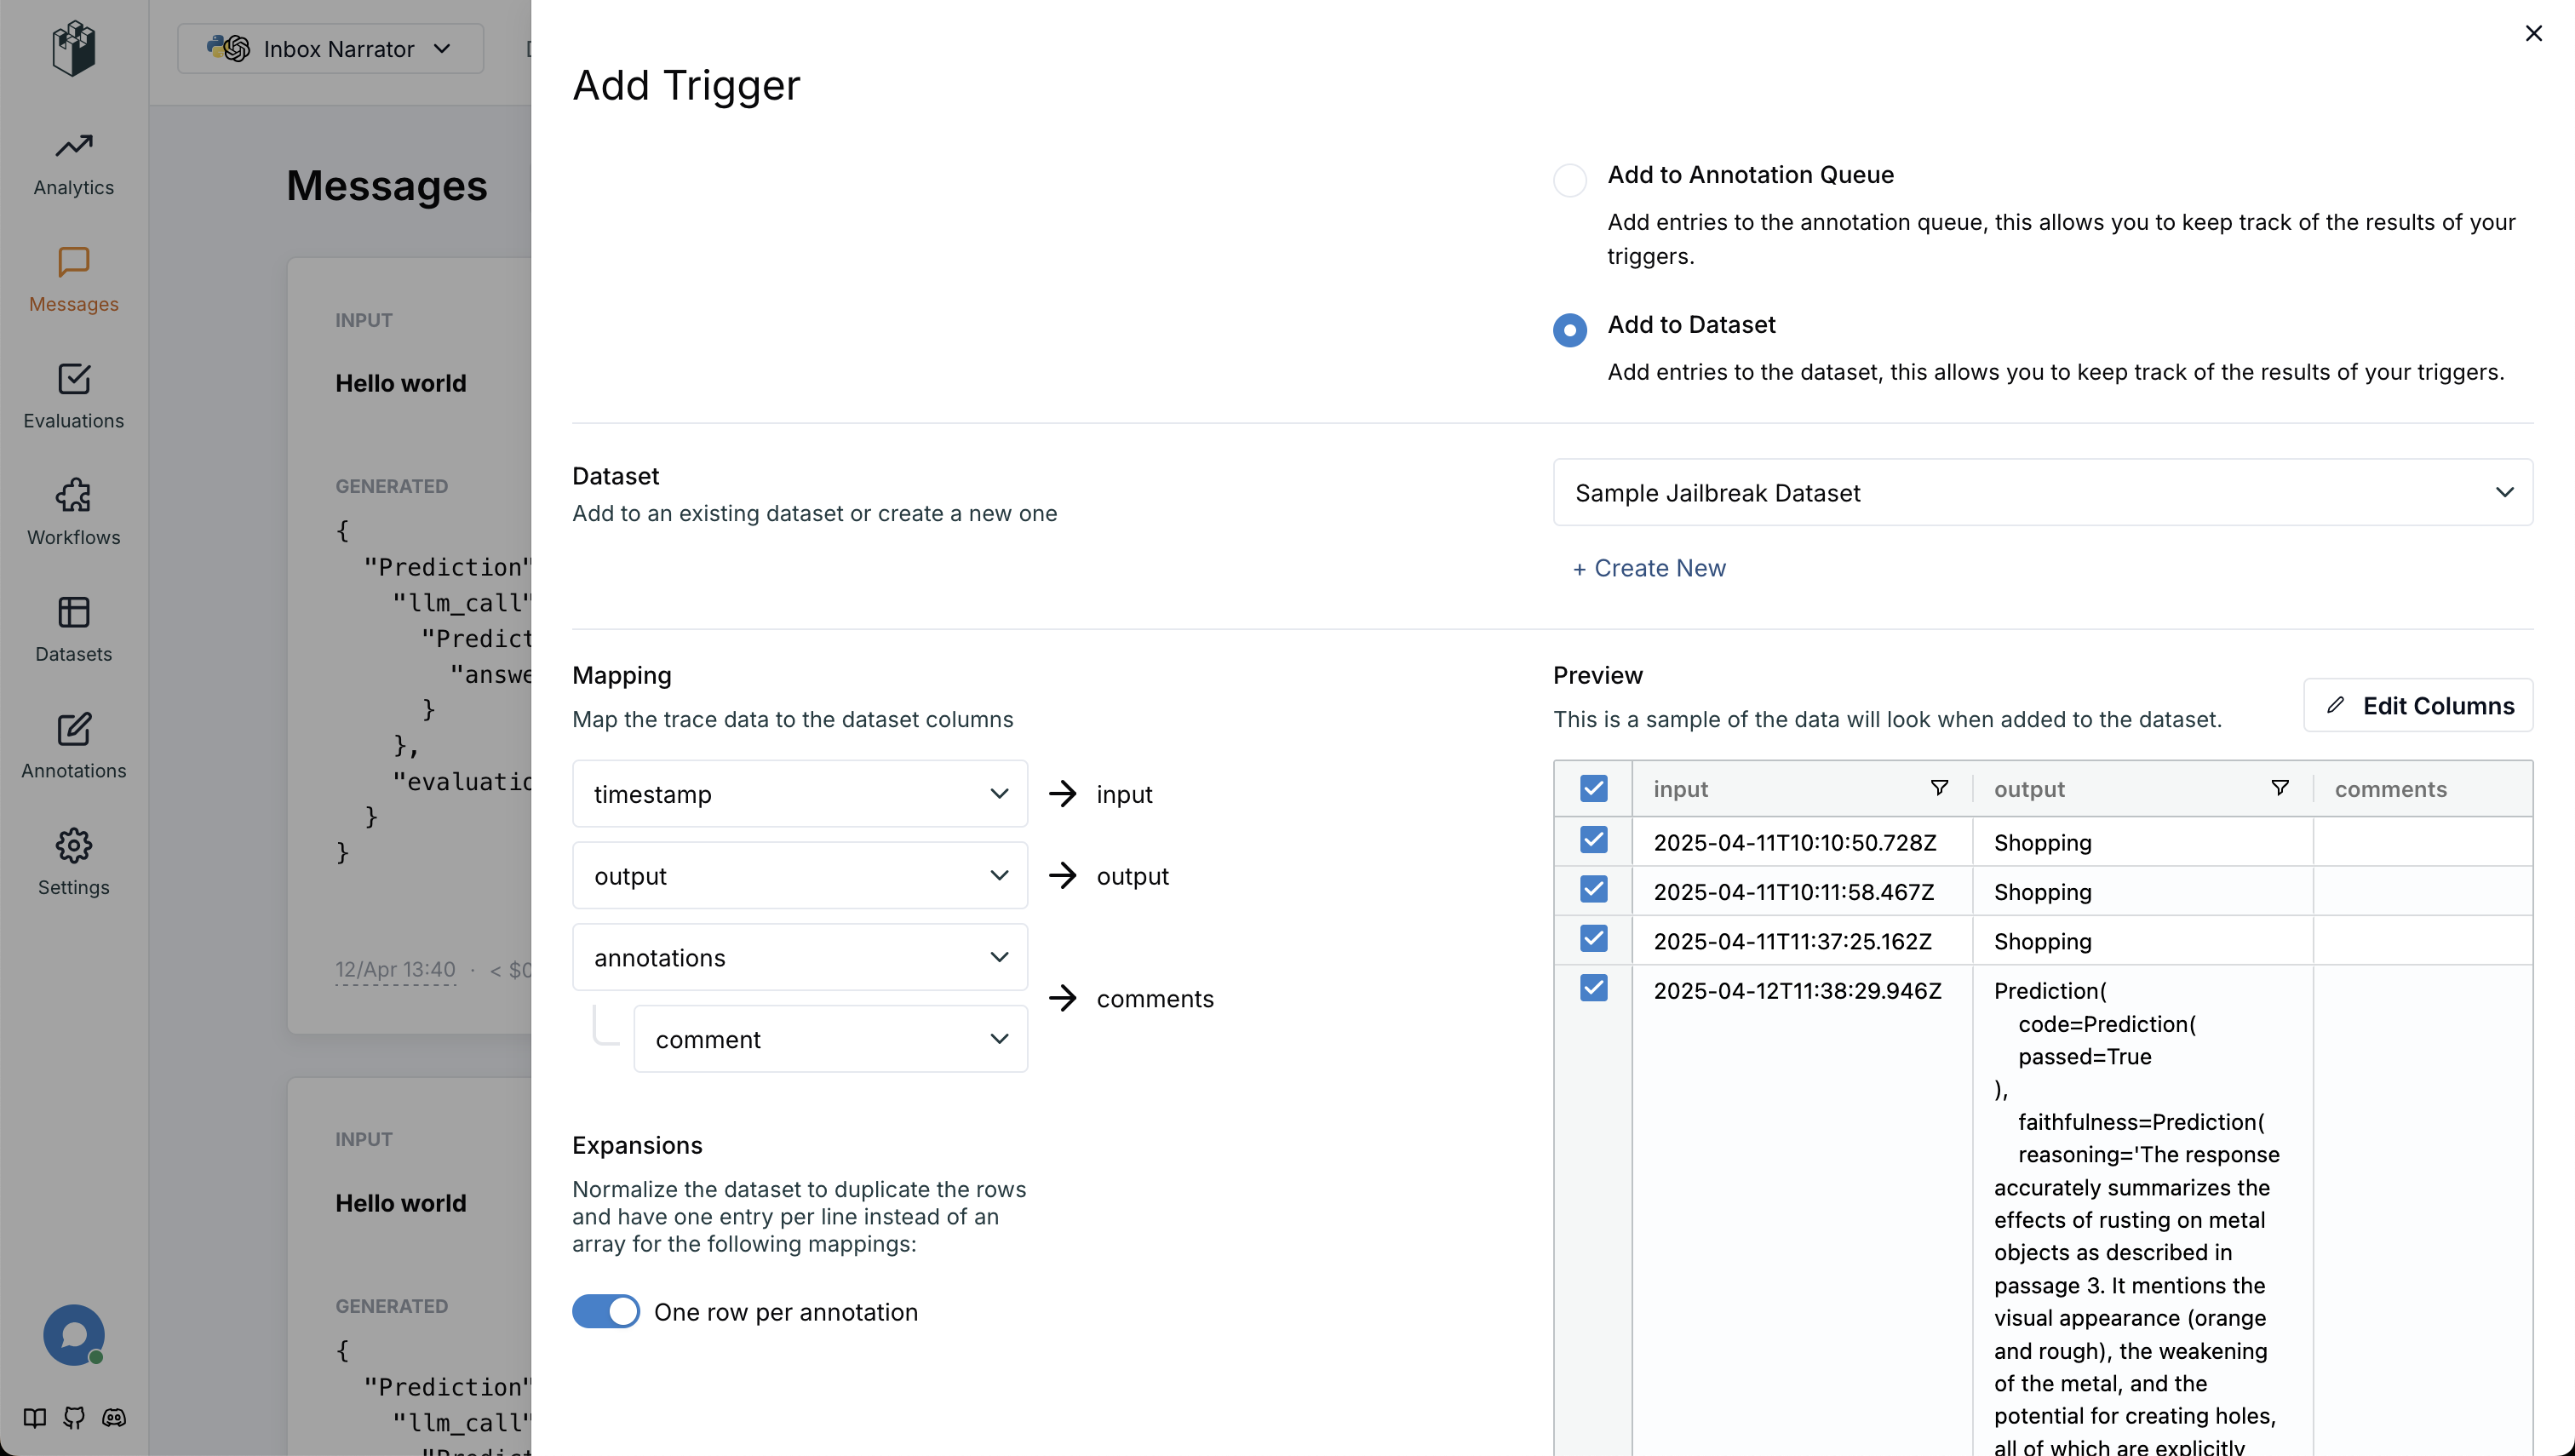 Inbox Narrator
Analytics
Messages
Evaluations
Workflows
Datasets
Annotations
Settings
Messages
INPUT
Hello world
GENERATED
{
"Prediction"
"llm_call"
"Predict
"answe
}
},
"evaluatio
}
}
12/Apr 13:40 · < $0
INPUT
Hello world
GENERATED
{
"Prediction"
"llm_call"
Add Trigger
Add to Annotation Queue
Add entries to the annotation queue, this allows you to keep track of the results of your
triggers.
Add to Dataset
Add entries to the dataset, this allows you to keep track of the results of your triggers.
Dataset
Add to an existing dataset or create a new one
Sample Jailbreak Dataset
+ Create New
Mapping
Map the trace data to the dataset columns
timestamp
input
output
output
annotations
comment
comments
Expansions
Normalize the dataset to duplicate the rows
and have one entry per line instead of an
array for the following mappings:
One row per annotation
Preview
This is a sample of the data will look when added to the dataset.
Edit Columns
input output comments
2025-04-11T10:10:50.728Z Shopping
2025-04-11T10:11:58.467Z Shopping
2025-04-11T11:37:25.162Z Shopping
2025-04-12T11:38:29.946Z Prediction(
code=Prediction(
passed=True
),
faithfulness=Prediction(
reasoning='The response
accurately summarizes the
effects of rusting on metal
objects as described in
passage 3. It mentions the
visual appearance (orange
and rough), the weakening
of the metal, and the
potential for creating holes,
all of which are explicitly